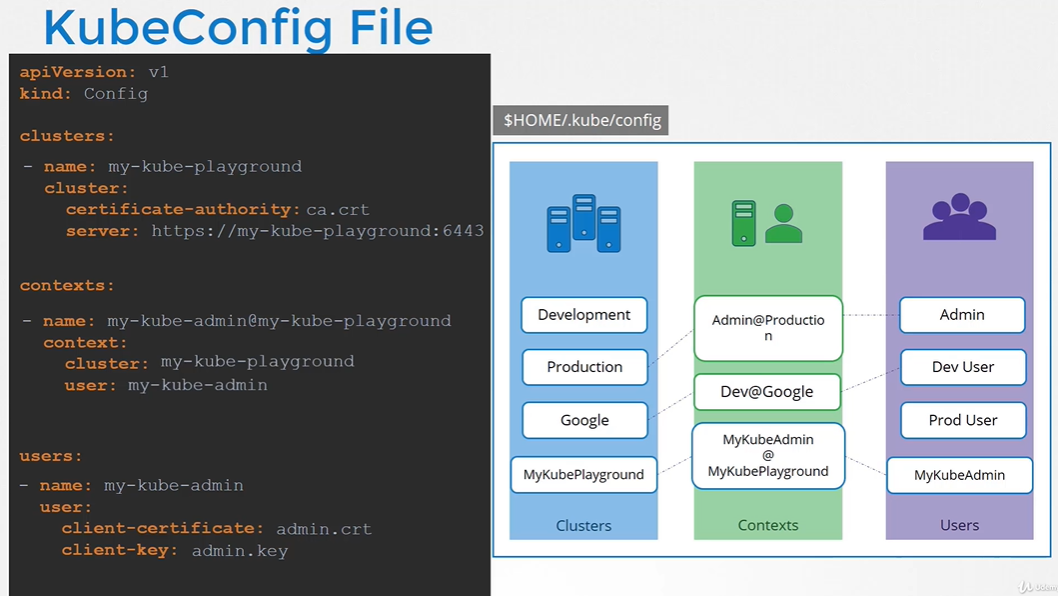 KubeConfig File
apiVersion: v1
kind: Config
clusters:
- name: my-kube-playground
cluster:
certificate-authority: ca.crt
server: https://my-kube-playground:6443
contexts:
- name: my-kube-admin@my-kube-playground
context:
cluster: my-kube-playground
user: my-kube-admin
users:
- name: my-kube-admin
user:
client-certificate: admin.crt
client-key: admin.key
$HOME/.kube/config
Development
Production
Google
MyKubePlayground
Clusters
Admin@Productio
n
Dev@Google
MyKubeAdmin
@
MyKubePlayground
Contexts
Admin
Dev User
Prod User
MyKubeAdmin
Users
Udemy